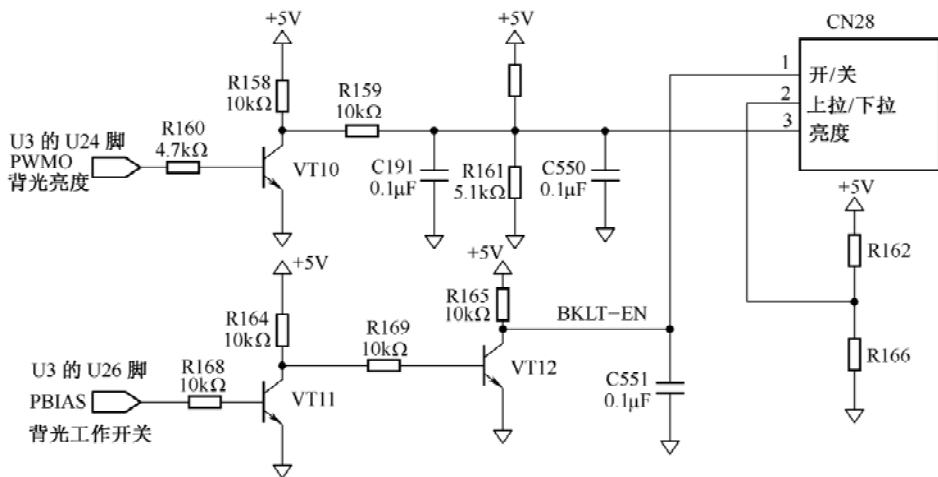 +5V
+5V
CN28
R158
10kΩ
R159
10kΩ
1
开/关
2
上拉/下拉
3
亮度
U3 的 U24 脚
PWMO
背光亮度
R160
4.7kΩ
VT10
C191
0.1μF
R161
5.1kΩ
C550
0.1μF
+5V
R162
R166
+5V
+5V
R164
10kΩ
R165
10kΩ
BKLT-EN
R169
10kΩ
VT12
U3 的 U26 脚
PBIAS
背光工作开关
R168
10kΩ
VT11
C551
0.1μF